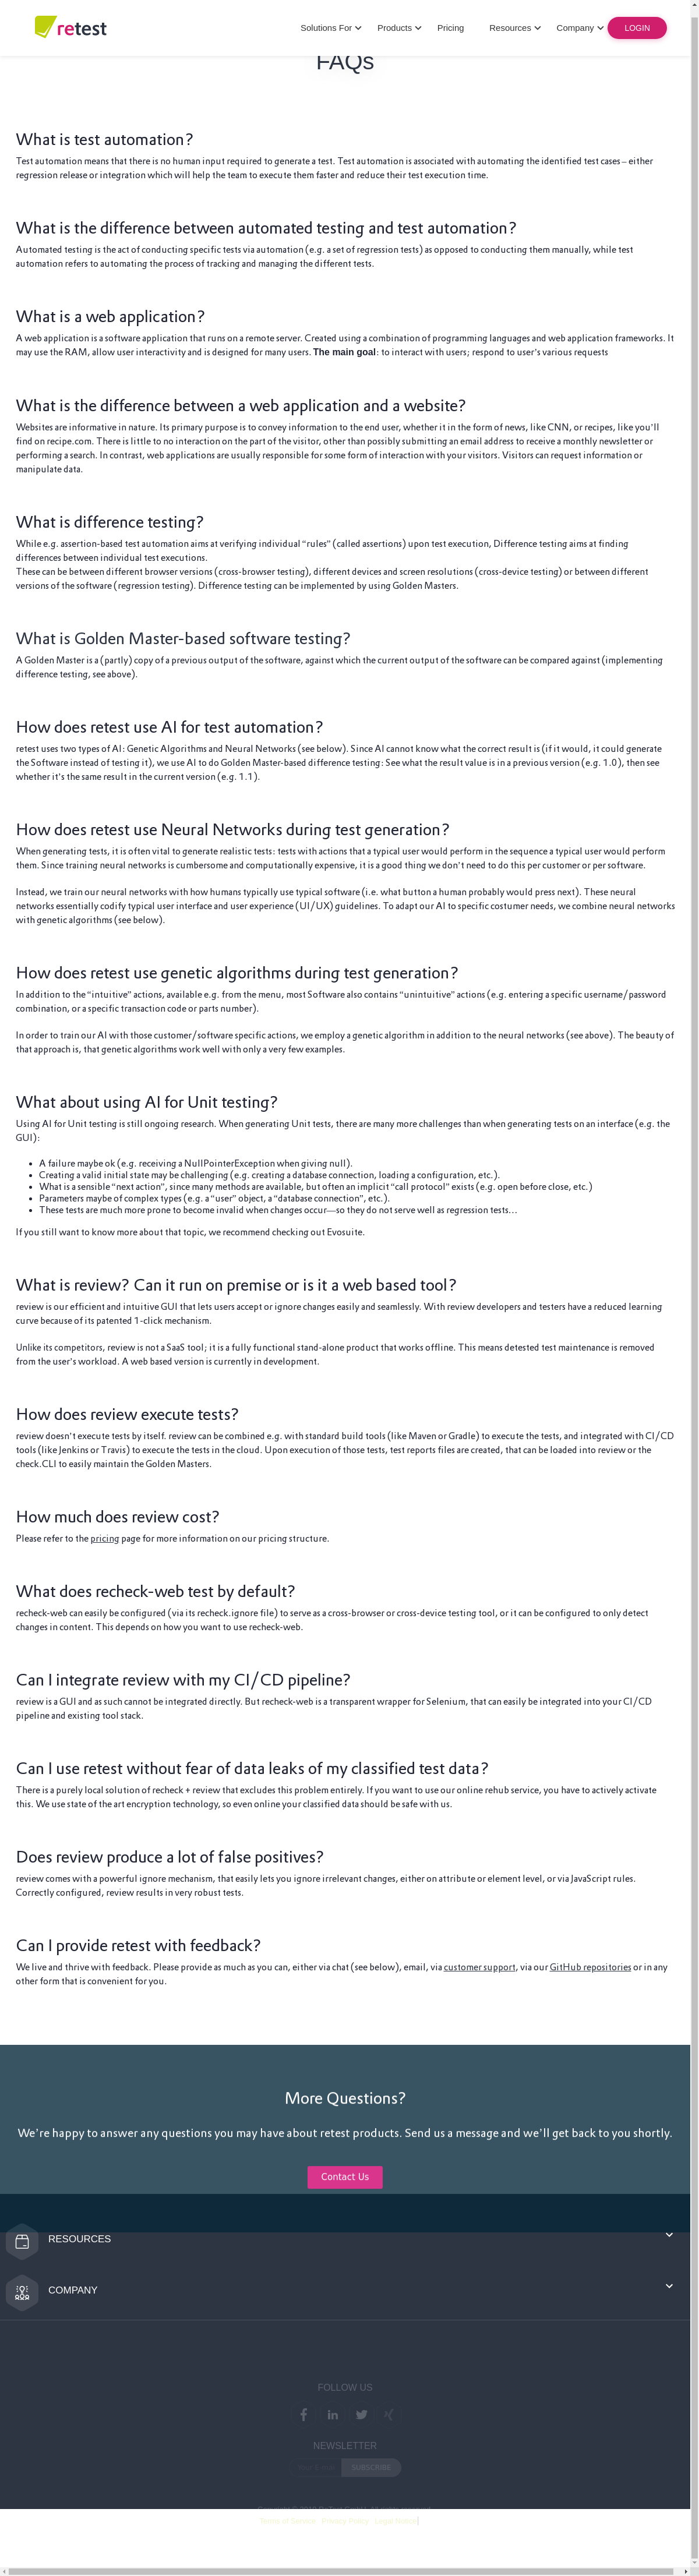 retest
Solutions For
Products
Pricing
Resources
Company
LOGIN
FAQs
What is test automation?
Test automation means that there is no human input required to generate a test. Test automation is associated with automating the identified test cases – either
regression release or integration which will help the team to execute them faster and reduce their test execution time.
What is the difference between automated testing and test automation?
Automated testing is the act of conducting specific tests via automation (e.g. a set of regression tests) as opposed to conducting them manually, while test
automation refers to automating the process of tracking and managing the different tests.
What is a web application?
A web application is a software application that runs on a remote server. Created using a combination of programming languages and web application frameworks. It
may use the RAM, allow user interactivity and is designed for many users. The main goal: to interact with users; respond to user's various requests
What is the difference between a web application and a website?
Websites are informative in nature. Its primary purpose is to convey information to the end user, whether it in the form of news, like CNN, or recipes, like you'll
find on recipe.com. There is little to no interaction on the part of the visitor, other than possibly submitting an email address to receive a monthly newsletter or
performing a search. In contrast, web applications are usually responsible for some form of interaction with your visitors. Visitors can request information or
manipulate data.
What is difference testing?
While e.g. assertion-based test automation aims at verifying individual “rules” (called assertions) upon test execution, Difference testing aims at finding
differences between individual test executions.
These can be between different browser versions (cross-browser testing), different devices and screen resolutions (cross-device testing) or between different
versions of the software (regression testing). Difference testing can be implemented by using Golden Masters.
What is Golden Master-based software testing?
A Golden Master is a (partly) copy of a previous output of the software, against which the current output of the software can be compared against (implementing
difference testing, see above).
How does retest use AI for test automation?
retest uses two types of AI: Genetic Algorithms and Neural Networks (see below). Since AI cannot know what the correct result is (if it would, it could generate
the Software instead of testing it), we use AI to do Golden Master-based difference testing: See what the result value is in a previous version (e.g. 1.0), then see
whether it's the same result in the current version (e.g. 1.1).
How does retest use Neural Networks during test generation?
When generating tests, it is often vital to generate realistic tests: tests with actions that a typical user would perform in the sequence a typical user would perform
them. Since training neural networks is cumbersome and computationally expensive, it is a good thing we don't need to do this per customer or per software.
Instead, we train our neural networks with how humans typically use typical software (i.e. what button a human probably would press next). These neural
networks essentially codify typical user interface and user experience (UI/UX) guidelines. To adapt our AI to specific costumer needs, we combine neural networks
with genetic algorithms (see below).
How does retest use genetic algorithms during test generation?
In addition to the “intuitive” actions, available e.g. from the menu, most Software also contains “unintuitive” actions (e.g. entering a specific username/password
combination, or a specific transaction code or parts number).
In order to train our AI with those customer/software specific actions, we employ a genetic algorithm in addition to the neural networks (see above). The beauty of
that approach is, that genetic algorithms work well with only a very few examples.
What about using AI for Unit testing?
Using AI for Unit testing is still ongoing research. When generating Unit tests, there are many more challenges than when generating tests on an interface (e.g. the
GUI):
• A failure maybe ok (e.g. receiving a NullPointerException when giving null).
• Creating a valid initial state may be challenging (e.g. creating a database connection, loading a configuration, etc.).
• What is a sensible “next action”, since many methods are available, but often an implicit “call protocol” exists (e.g. open before close, etc.)
• Parameters maybe of complex types (e.g. a “user” object, a “database connection”, etc.).
• These tests are much more prone to become invalid when changes occur—so they do not serve well as regression tests…
If you still want to know more about that topic, we recommend checking out Evosuite.
What is review? Can it run on premise or is it a web based tool?
review is our efficient and intuitive GUI that lets users accept or ignore changes easily and seamlessly. With review developers and testers have a reduced learning
curve because of its patented 1-click mechanism.
Unlike its competitors, review is not a SaaS tool; it is a fully functional stand-alone product that works offline. This means detested test maintenance is removed
from the user's workload. A web based version is currently in development.
How does review execute tests?
review doesn't execute tests by itself. review can be combined e.g. with standard build tools (like Maven or Gradle) to execute the tests, and integrated with CI/CD
tools (like Jenkins or Travis) to execute the tests in the cloud. Upon execution of those tests, test reports files are created, that can be loaded into review or the
check.CLI to easily maintain the Golden Masters.
How much does review cost?
Please refer to the pricing page for more information on our pricing structure.
What does recheck-web test by default?
recheck-web can easily be configured (via its recheck.ignore file) to serve as a cross-browser or cross-device testing tool, or it can be configured to only detect
changes in content. This depends on how you want to use recheck-web.
Can I integrate review with my CI/CD pipeline?
review is a GUI and as such cannot be integrated directly. But recheck-web is a transparent wrapper for Selenium, that can easily be integrated into your CI/CD
pipeline and existing tool stack.
Can I use retest without fear of data leaks of my classified test data?
There is a purely local solution of recheck + review that excludes this problem entirely. If you want to use our online rehub service, you have to actively activate
this. We use state of the art encryption technology, so even online your classified data should be safe with us.
Does review produce a lot of false positives?
review comes with a powerful ignore mechanism, that easily lets you ignore irrelevant changes, either on attribute or element level, or via JavaScript rules.
Correctly configured, review results in very robust tests.
Can I provide retest with feedback?
We live and thrive with feedback. Please provide as much as you can, either via chat (see below), email, via customer support, via our GitHub repositories or in any
other form that is convenient for you.
More Questions?
We're happy to answer any questions you may have about retest products. Send us a message and we'll get back to you shortly.
Contact Us
RESOURCES
COMPANY
FOLLOW US
NEWSLETTER
SUBSCRIBE